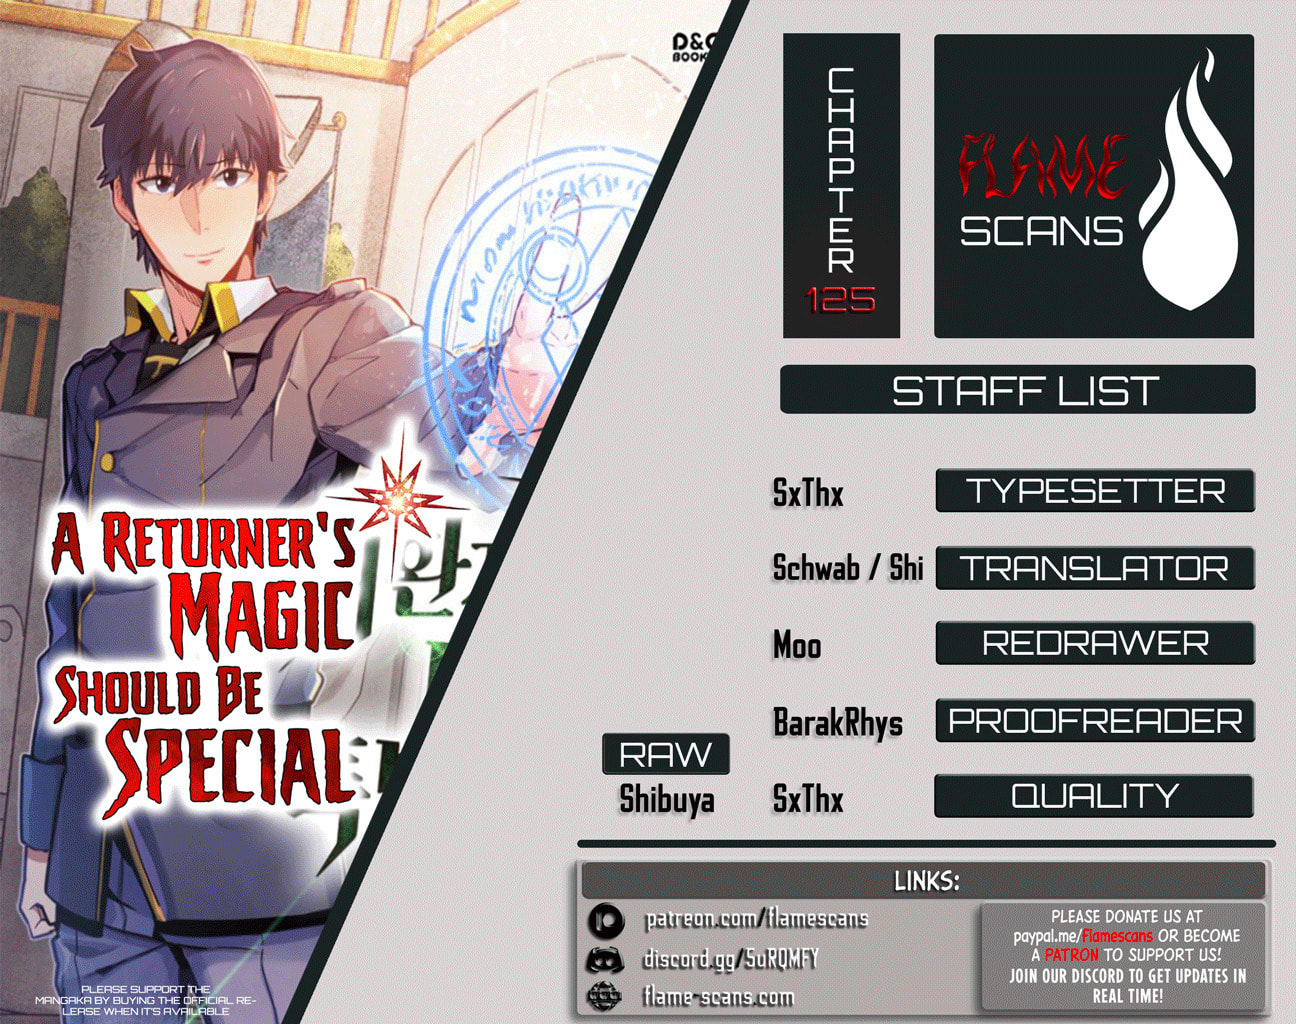 D&C
BOOK
CHAPTER
125
FLAME
SCANS
STAFF LIST
SxThx
TYPESETTER
Schwab / Shi
TRANSLATOR
Moo
REDRAWER
BarakRhys
PROOFREADER
RAW
Shibuya
SxThx
QUALITY
A RETURNER'S
MAGIC
SHOULD BE
SPECIAL
완
PLEASE SUPPORT THE
MANGAKA BY BUYING THE OFFICIAL RE-
LEASE WHEN IT'S AVAILABLE
LINKS:
patreon.com/flamescans
discord.gg/SuRQMFY
flame-scans.com
PLEASE DONATE US AT
paypal.me/Flamescans OR BECOME
A PATRON TO SUPPORT US!
JOIN OUR DISCORD TO GET UPDATES IN
REAL TIME!